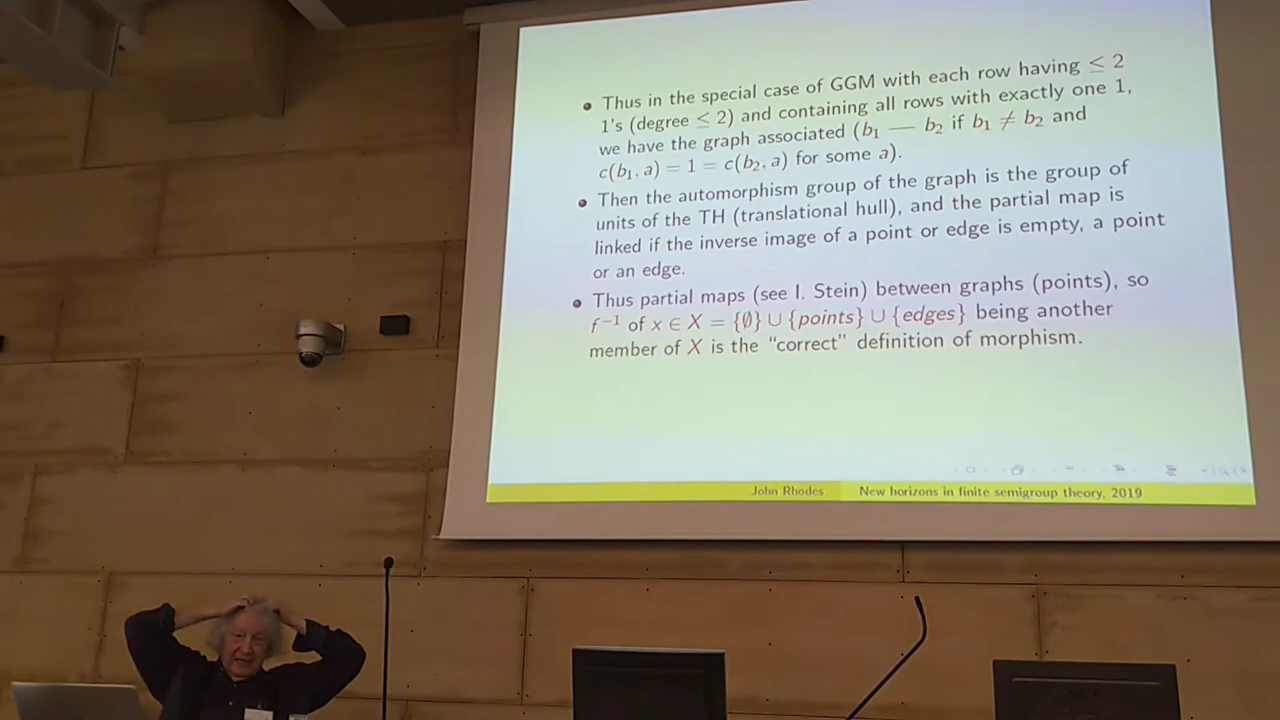 Thus in the special case of GGM with each row having ≤ 2
1's (degree ≤ 2) and containing all rows with exactly one 1,
we have the graph associated (b₁ — b₂ if b₁ ≠ b₂ and
c(b₁, a) = 1 = c(b₂, a) for some a).
Then the automorphism group of the graph is the group of
units of the TH (translational hull), and the partial map is
linked if the inverse image of a point or edge is empty, a point
or an edge.
Thus partial maps (see I. Stein) between graphs (points), so
f⁻¹ of x ∈ X = {∅} ∪ {points} ∪ {edges} being another
member of X is the "correct" definition of morphism.
John Rhodes New horizons in finite semigroup theory, 2019